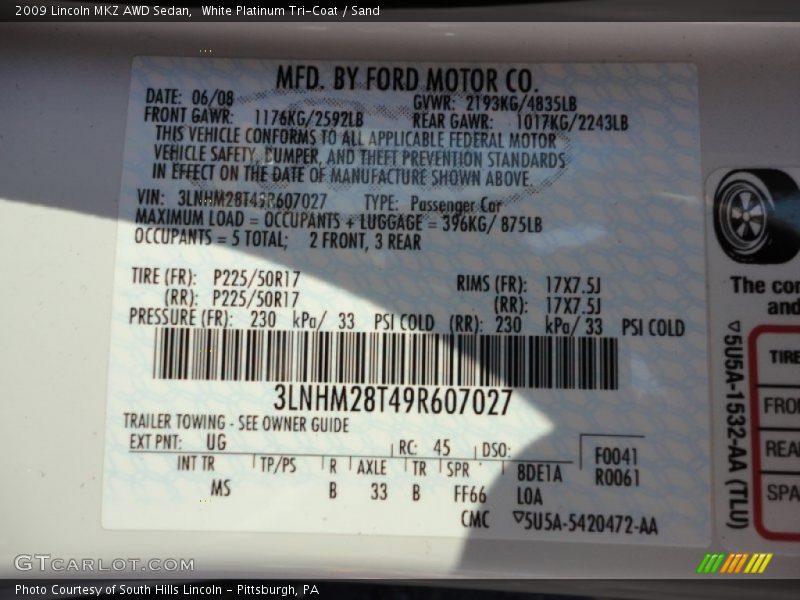 2009 Lincoln MKZ AWD Sedan,  White Platinum Tri-Coat / Sand
MFD. BY FORD MOTOR CO.
DATE: 06/08 GVWR: 2193KG/4835LB
FRONT GAWR: 1176KG/2592LB REAR GAWR: 1017KG/2243LB
THIS VEHICLE CONFORMS TO ALL APPLICABLE FEDERAL MOTOR
VEHICLE SAFETY, BUMPER, AND THEFT PREVENTION STANDARDS
IN EFFECT ON THE DATE OF MANUFACTURE SHOWN ABOVE.
VIN: 3LNHM28T49R607027 TYPE: Passenger Car
MAXIMUM LOAD = OCCUPANTS + LUGGAGE = 396KG/ 875LB
OCCUPANTS = 5 TOTAL; 2 FRONT, 3 REAR
TIRE (FR): P225/50R17 RIMS (FR): 17X7.5J
(RR): P225/50R17 (RR): 17X7.5J
PRESSURE (FR): 230 kPa/ 33 PSI COLD (RR): 230 kPa/ 33 PSI COLD
3LNHM28T49R607027
TRAILER TOWING - SEE OWNER GUIDE
EXT PNT: UG RC: 45 DSO: F0041
INT TR TP/PS R AXLE TR SPR 8DE1A R0061
MS B 33 B FF66 L0A
CMC 5U5A-5420472-AA
The co
and
5U5A-1532-AA (TLU)
TIRE
FRO
REA
SPA
GTCARLOT.COM
Photo Courtesy of South Hills Lincoln - Pittsburgh, PA